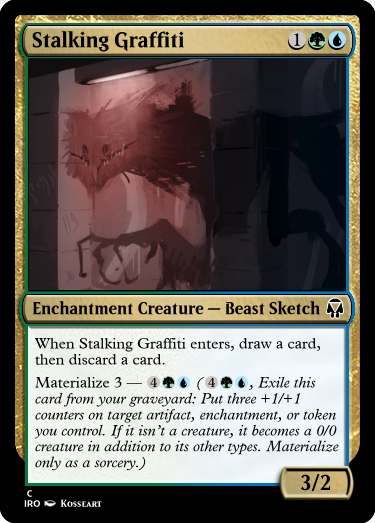 Stalking Graffiti 1
Enchantment Creature — Beast Sketch
When Stalking Graffiti enters, draw a card,
then discard a card.
Materialize 3 — 4 (4, Exile this
card from your graveyard: Put three +1/+1
counters on target artifact, enchantment, or token
you control. If it isn't a creature, it becomes a 0/0
creature in addition to its other types. Materialize
only as a sorcery.)
3/2
C
IRO KOSSEART